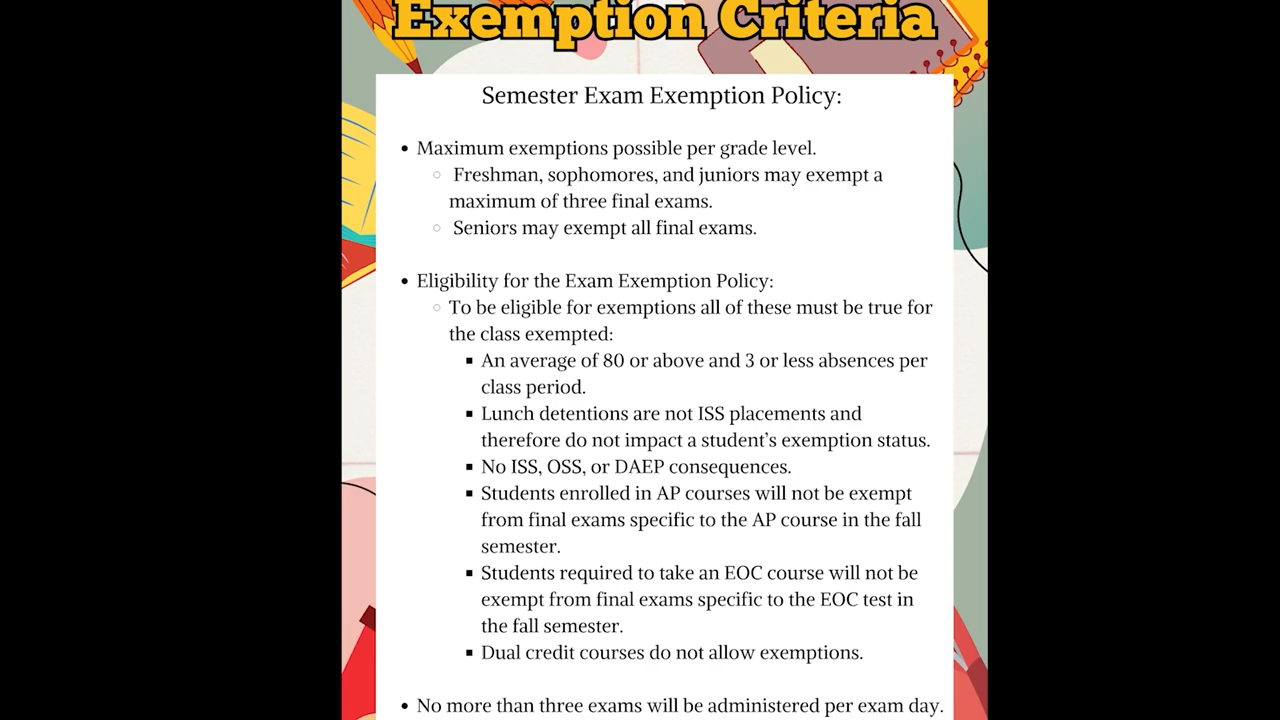 Exemption Criteria
Semester Exam Exemption Policy:
• Maximum exemptions possible per grade level.
○ Freshman, sophomores, and juniors may exempt a
maximum of three final exams.
○ Seniors may exempt all final exams.
• Eligibility for the Exam Exemption Policy:
○ To be eligible for exemptions all of these must be true for
the class exempted:
▪ An average of 80 or above and 3 or less absences per
class period.
▪ Lunch detentions are not ISS placements and
therefore do not impact a student’s exemption status.
▪ No ISS, OSS, or DAEP consequences.
▪ Students enrolled in AP courses will not be exempt
from final exams specific to the AP course in the fall
semester.
▪ Students required to take an EOC course will not be
exempt from final exams specific to the EOC test in
the fall semester.
▪ Dual credit courses do not allow exemptions.
• No more than three exams will be administered per exam day.